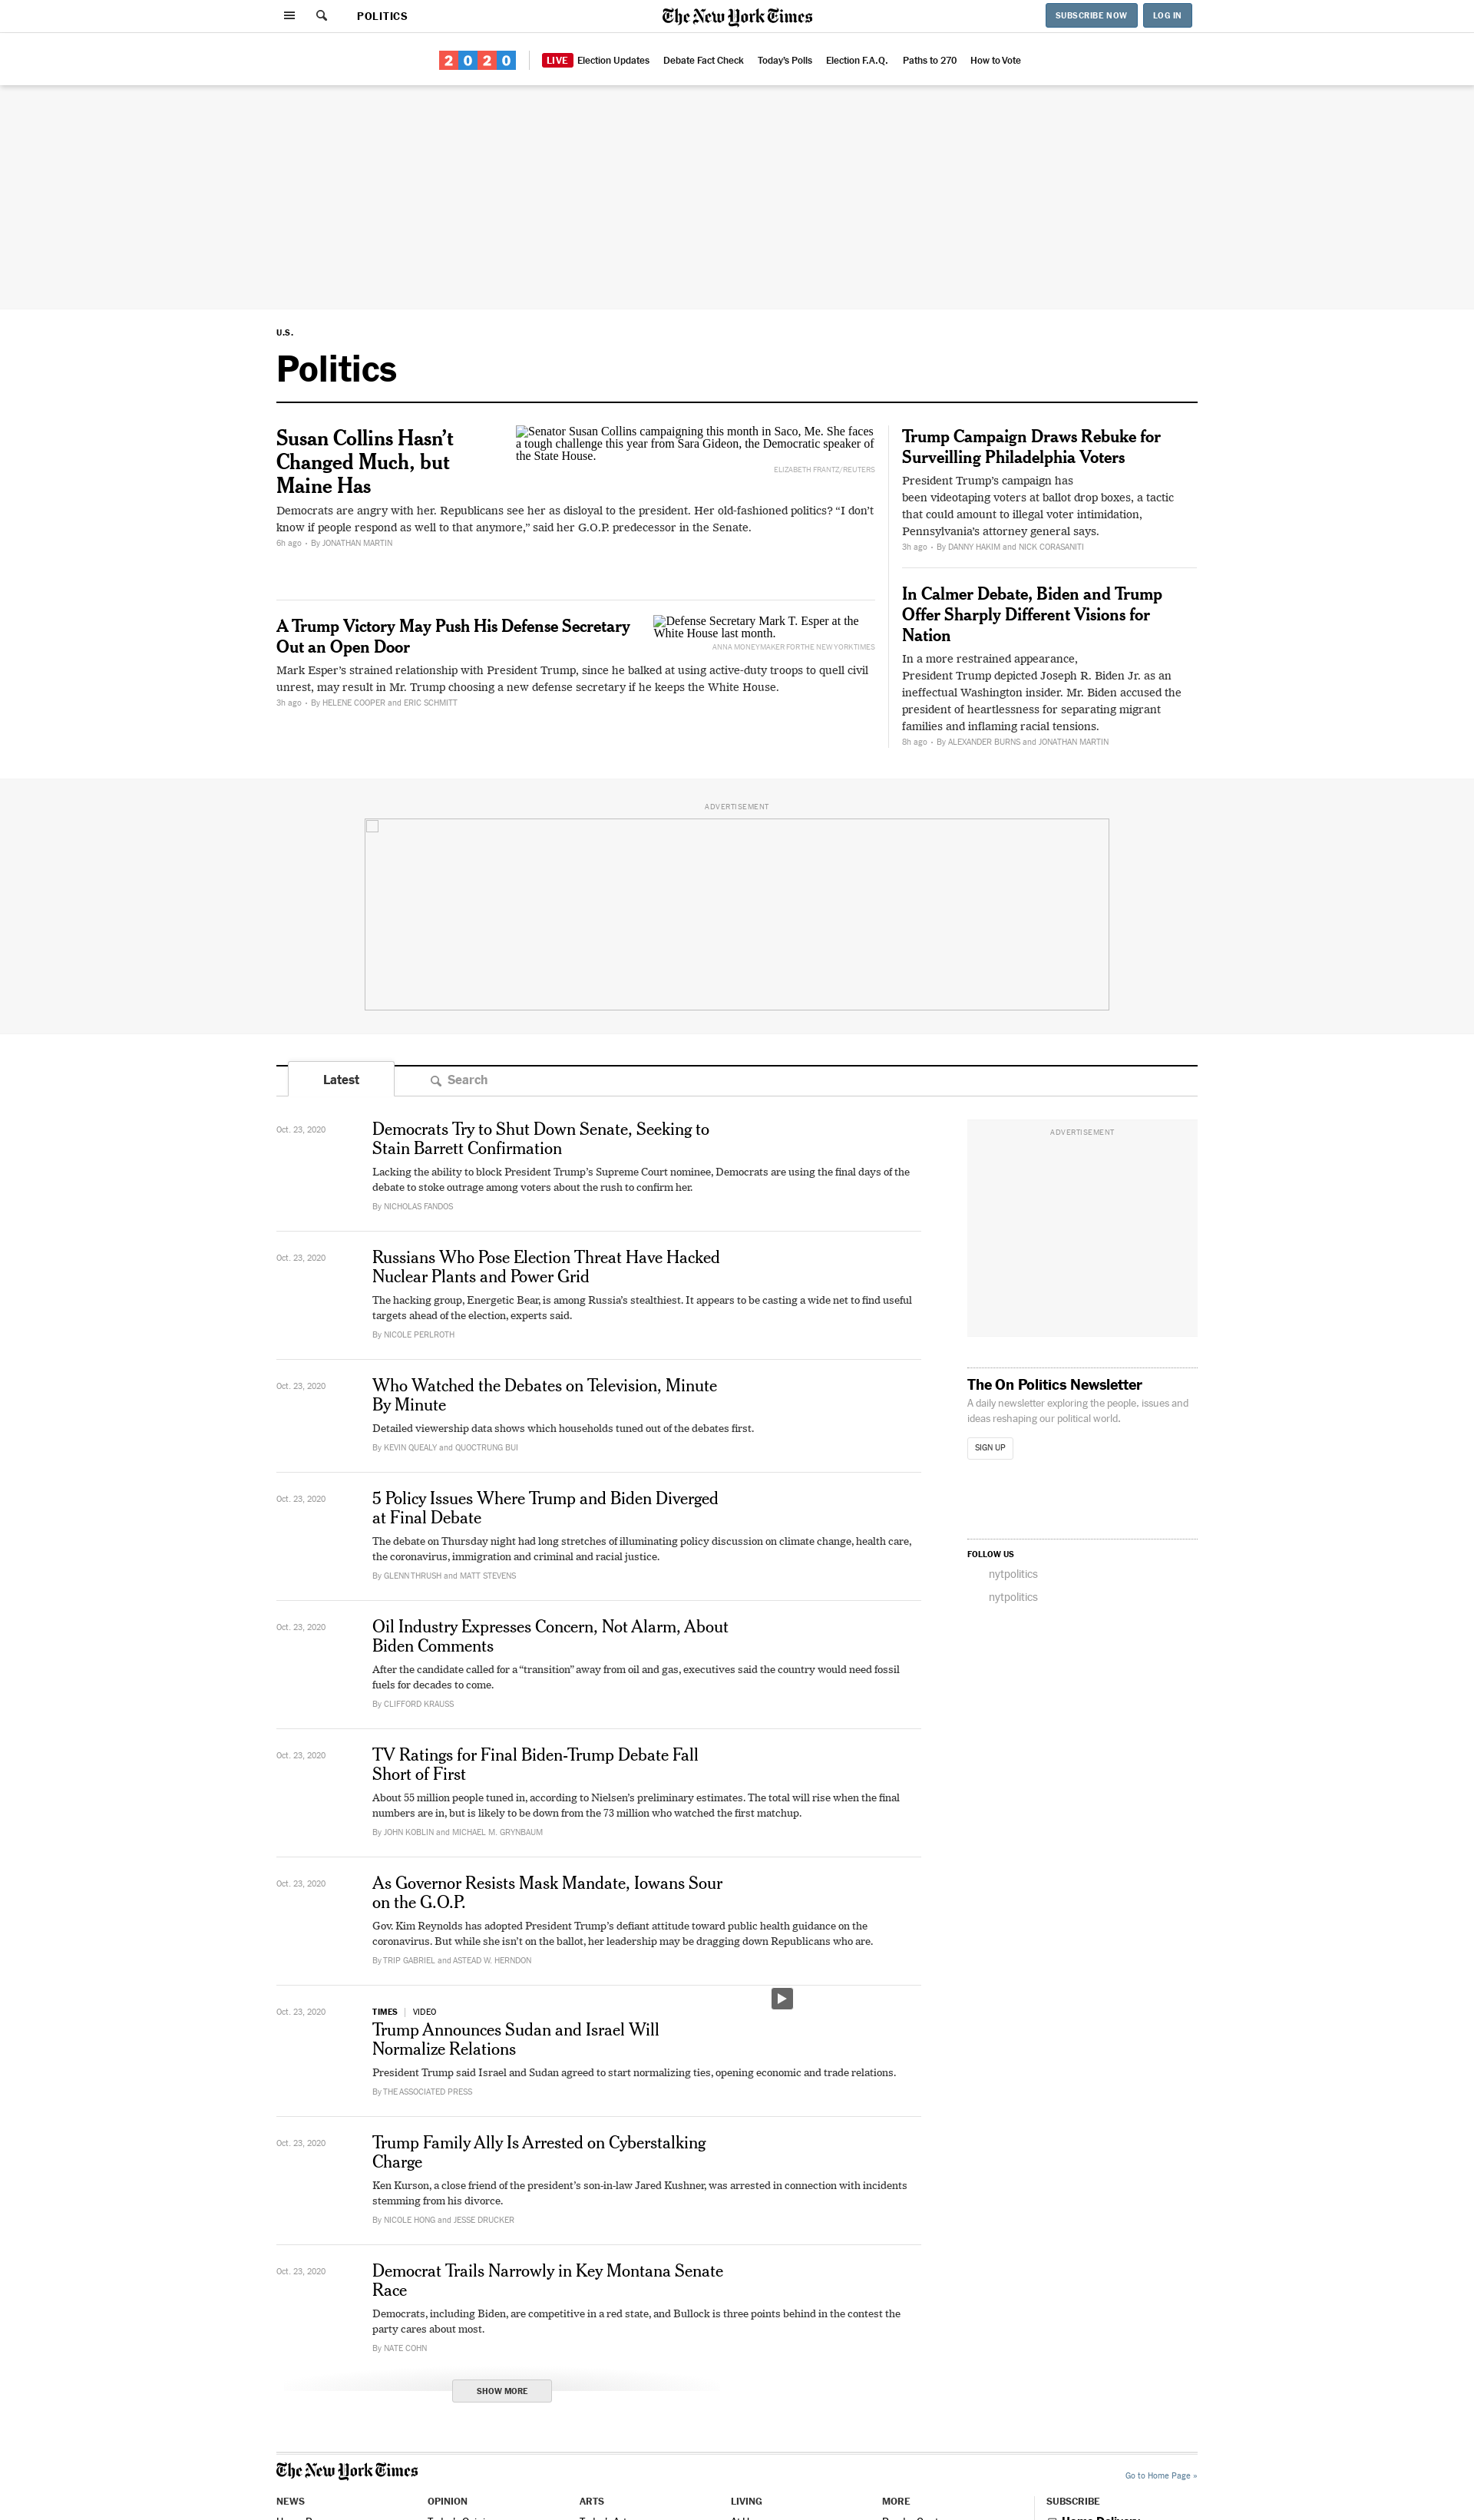 POLITICS
The New York Times
SUBSCRIBE NOW
LOG IN
2020
LIVE Election Updates
Debate Fact Check
Today's Polls
Election F.A.Q.
Paths to 270
How to Vote
U.S.
Politics
Susan Collins Hasn’t
Changed Much, but
Maine Has
Senator Susan Collins campaigning this month in Saco, Me. She faces
a tough challenge this year from Sara Gideon, the Democratic speaker of
the State House.
ELIZABETH FRANTZ/REUTERS
Democrats are angry with her. Republicans see her as disloyal to the president. Her old-fashioned politics? “I don’t
know if people respond as well to that anymore,” said her G.O.P. predecessor in the Senate.
6h ago • By JONATHAN MARTIN
A Trump Victory May Push His Defense Secretary
Out an Open Door
Defense Secretary Mark T. Esper at the
White House last month.
ANNA MONEYMAKER FOR THE NEW YORK TIMES
Mark Esper’s strained relationship with President Trump, since he balked at using active-duty troops to quell civil
unrest, may result in Mr. Trump choosing a new defense secretary if he keeps the White House.
3h ago • By HELENE COOPER and ERIC SCHMITT
Trump Campaign Draws Rebuke for
Surveilling Philadelphia Voters
President Trump’s campaign has
been videotaping voters at ballot drop boxes, a tactic
that could amount to illegal voter intimidation,
Pennsylvania’s attorney general says.
3h ago • By DANNY HAKIM and NICK CORASANITI
In Calmer Debate, Biden and Trump
Offer Sharply Different Visions for
Nation
In a more restrained appearance,
President Trump depicted Joseph R. Biden Jr. as an
ineffectual Washington insider. Mr. Biden accused the
president of heartlessness for separating migrant
families and inflaming racial tensions.
8h ago • By ALEXANDER BURNS and JONATHAN MARTIN
ADVERTISEMENT
Latest
Search
Oct. 23, 2020
Democrats Try to Shut Down Senate, Seeking to
Stain Barrett Confirmation
Lacking the ability to block President Trump’s Supreme Court nominee, Democrats are using the final days of the
debate to stoke outrage among voters about the rush to confirm her.
By NICHOLAS FANDOS
Oct. 23, 2020
Russians Who Pose Election Threat Have Hacked
Nuclear Plants and Power Grid
The hacking group, Energetic Bear, is among Russia’s stealthiest. It appears to be casting a wide net to find useful
targets ahead of the election, experts said.
By NICOLE PERLROTH
Oct. 23, 2020
Who Watched the Debates on Television, Minute
By Minute
Detailed viewership data shows which households tuned out of the debates first.
By KEVIN QUEALY and QUOCTRUNG BUI
Oct. 23, 2020
5 Policy Issues Where Trump and Biden Diverged
at Final Debate
The debate on Thursday night had long stretches of illuminating policy discussion on climate change, health care,
the coronavirus, immigration and criminal and racial justice.
By GLENN THRUSH and MATT STEVENS
Oct. 23, 2020
Oil Industry Expresses Concern, Not Alarm, About
Biden Comments
After the candidate called for a “transition” away from oil and gas, executives said the country would need fossil
fuels for decades to come.
By CLIFFORD KRAUSS
Oct. 23, 2020
TV Ratings for Final Biden-Trump Debate Fall
Short of First
About 55 million people tuned in, according to Nielsen’s preliminary estimates. The total will rise when the final
numbers are in, but is likely to be down from the 73 million who watched the first matchup.
By JOHN KOBLIN and MICHAEL M. GRYNBAUM
Oct. 23, 2020
As Governor Resists Mask Mandate, Iowans Sour
on the G.O.P.
Gov. Kim Reynolds has adopted President Trump’s defiant attitude toward public health guidance on the
coronavirus. But while she isn’t on the ballot, her leadership may be dragging down Republicans who are.
By TRIP GABRIEL and ASTEAD W. HERNDON
Oct. 23, 2020
TIMES | VIDEO
Trump Announces Sudan and Israel Will
Normalize Relations
President Trump said Israel and Sudan agreed to start normalizing ties, opening economic and trade relations.
By THE ASSOCIATED PRESS
Oct. 23, 2020
Trump Family Ally Is Arrested on Cyberstalking
Charge
Ken Kurson, a close friend of the president’s son-in-law Jared Kushner, was arrested in connection with incidents
stemming from his divorce.
By NICOLE HONG and JESSE DRUCKER
Oct. 23, 2020
Democrat Trails Narrowly in Key Montana Senate
Race
Democrats, including Biden, are competitive in a red state, and Bullock is three points behind in the contest the
party cares about most.
By NATE COHN
SHOW MORE
ADVERTISEMENT
The On Politics Newsletter
A daily newsletter exploring the people, issues and
ideas reshaping our political world.
SIGN UP
FOLLOW US
nytpolitics
nytpolitics
The New York Times
Go to Home Page »
NEWS
OPINION
ARTS
LIVING
MORE
SUBSCRIBE